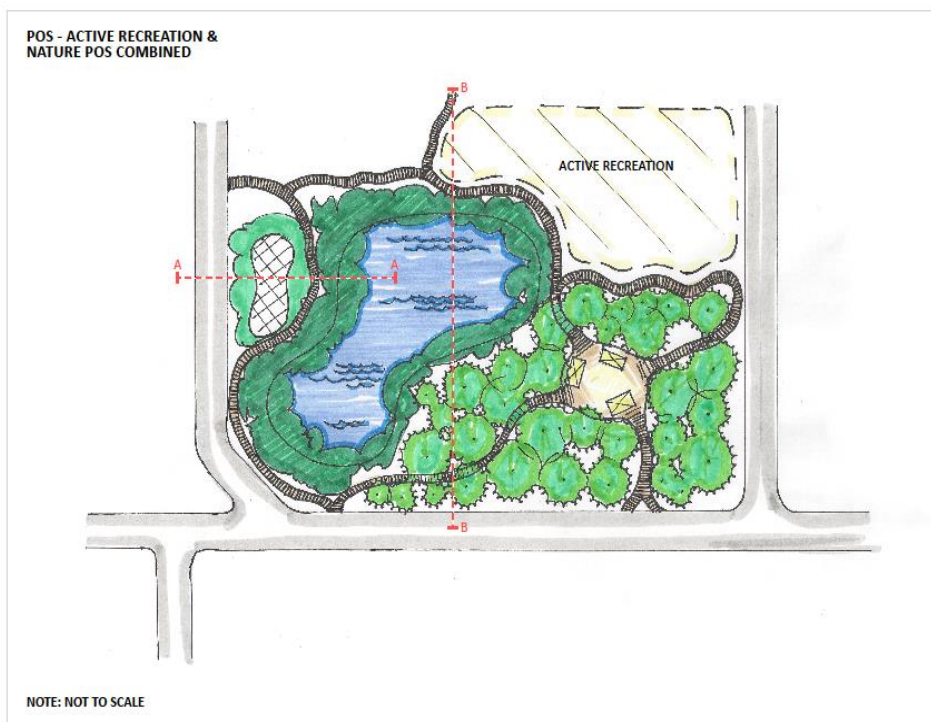 POS - ACTIVE RECREATION &
NATURE POS COMBINED
B
ACTIVE RECREATION
A
A
B
NOTE: NOT TO SCALE